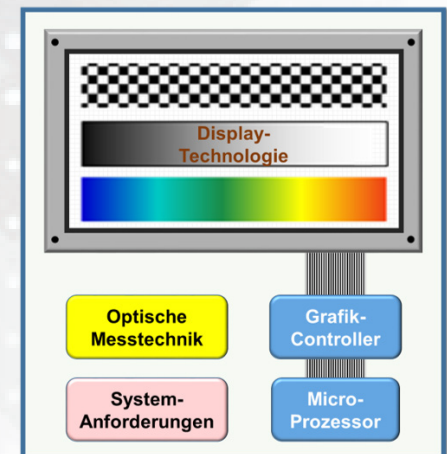 Display-
Technologie
Optische
Messtechnik
Grafik-
Controller
System-
Anforderungen
Micro-
Prozessor